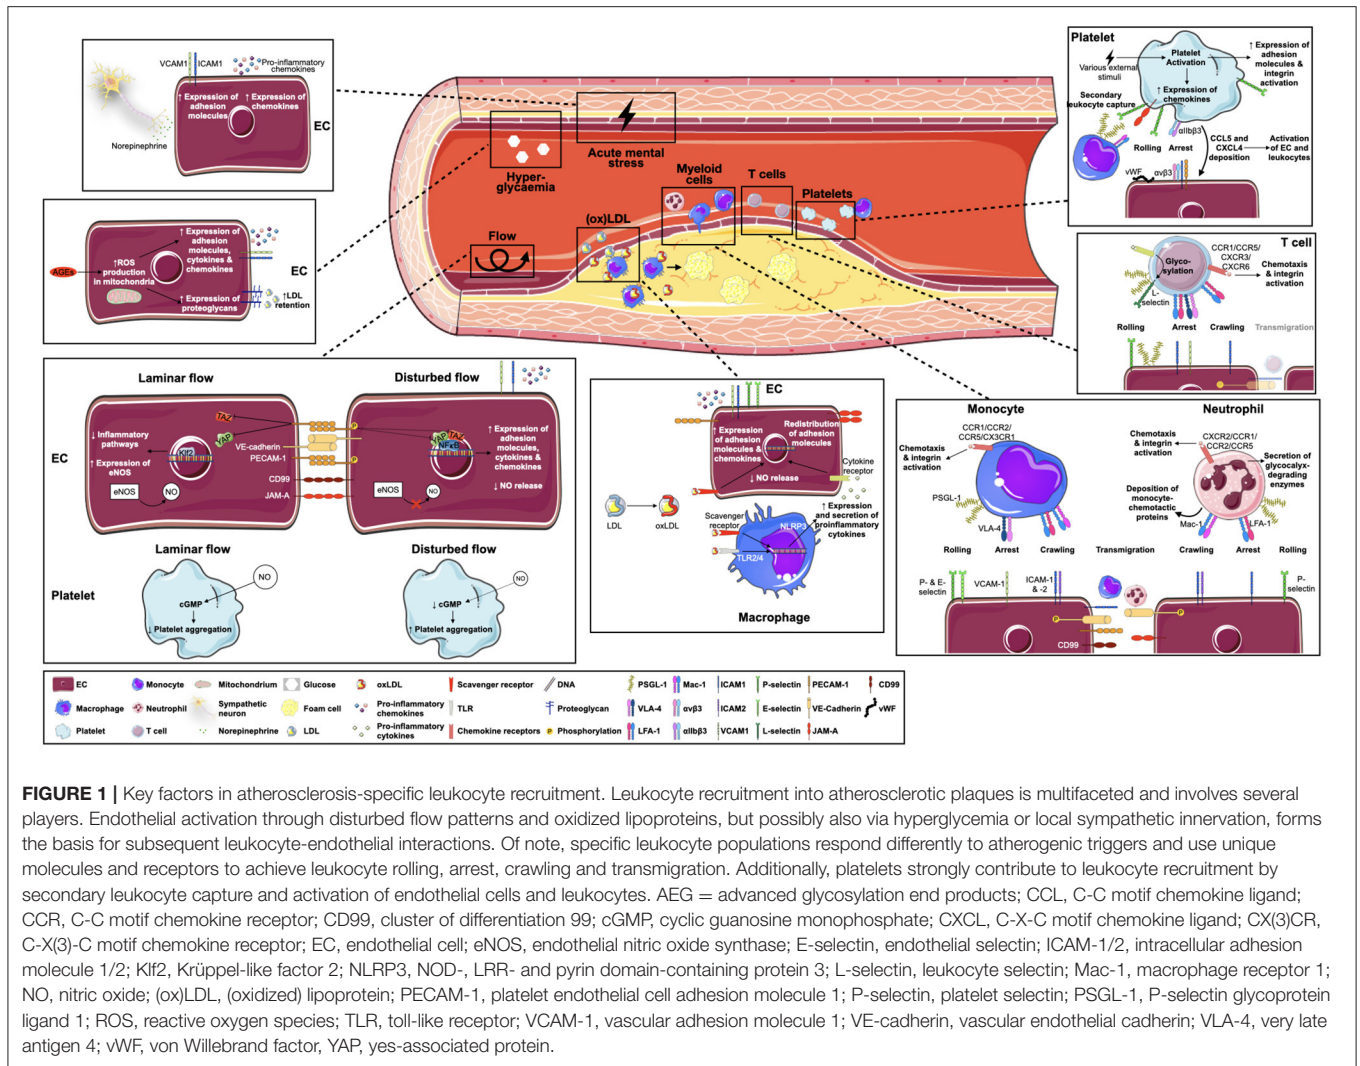 VCAM1
ICAM1
Pro-inflammatory
chemokines
↑ Expression of
adhesion
molecules
↑ Expression of
chemokines
Norepinephrine
EC
AGEs
↑ROS
production
in mitochondria
↑ Expression of
adhesion
molecules,
cytokines &
chemokines
↑ Expression of
proteoglycans
EC
↑LDL
retention
Hyper-
glycaemia
Acute mental
stress
Flow
(ox)LDL
Myeloid
cells
T cells
Platelets
Platelet
Various external
stimuli
Platelet
Activation
↑ Expression of
adhesion
molecules &
integrin
activation
↑ Expression of
chemokines
Secondary
leukocyte capture
αIIbβ3
Rolling
Arrest
CCL5 and
CXCL4
deposition
Activation
of EC and
leukocytes
vWF
αvβ3
T cell
CCR1/CCR5/
CXCR3/
CXCR6
Glyco-
sylation
Chemotaxis
& integrin
activation
L-
selectin
Rolling
Arrest
Crawling
Transmigration
Laminar flow
Disturbed flow
EC
↓ Inflammatory
pathways
↑ Expression of
eNOS
eNOS
NO
Klf2
TAZ
YAP
VE-cadherin
PECAM-1
CD99
JAM-A
P
P
YAP
TAZ
NFκB
↑ Expression of
adhesion
molecules,
cytokines &
chemokines
↓ NO release
eNOS
NO
Laminar flow
Disturbed flow
Platelet
NO
cGMP
↓ Platelet aggregation
NO
↓ cGMP
↑ Platelet aggregation
EC
↑ Expression
of adhesion
molecules &
chemokines
Redistribution
of adhesion
molecules
↓ NO release
Cytokine
receptor
LDL
oxLDL
Scavenger
receptor
TLR2/4
NLRP3
↑ Expression
and secretion of
proinflammatory
cytokines
Macrophage
Monocyte
Neutrophil
CCR1/CCR2/
CCR5/CX3CR1
Chemotaxis
& integrin
activation
PSGL-1
VLA-4
Chemotaxis
& integrin
activation
CXCR2/CCR1/
CCR2/CCR5
Secretion of
glycocalyx-
degrading
enzymes
Deposition of
monocyte-
chemotactic
proteins
Mac-1
LFA-1
Rolling
Arrest
Crawling
Transmigration
Crawling
Arrest
Rolling
P- & E-
selectin
VCAM-1
ICAM-1
& -2
P
P
CD99
P-
selectin
EC
Monocyte
Mitochondrium
Glucose
oxLDL
Scavenger receptor
DNA
PSGL-1
Mac-1
ICAM1
P-selectin
PECAM-1
CD99
Macrophage
Neutrophil
Sympathetic
neuron
Foam cell
Pro-inflammatory
chemokines
TLR
Proteoglycan
VLA-4
αvβ3
ICAM2
E-selectin
VE-Cadherin
vWF
Platelet
T cell
Norepinephrine
LDL
Pro-inflammatory
cytokines
Chemokine receptors
P Phosphorylation
LFA-1
αIIbβ3
VCAM1
L-selectin
JAM-A
FIGURE 1 | Key factors in atherosclerosis-specific leukocyte recruitment. Leukocyte recruitment into atherosclerotic plaques is multifaceted and involves several
players. Endothelial activation through disturbed flow patterns and oxidized lipoproteins, but possibly also via hyperglycemia or local sympathetic innervation, forms
the basis for subsequent leukocyte-endothelial interactions. Of note, specific leukocyte populations respond differently to atherogenic triggers and use unique
molecules and receptors to achieve leukocyte rolling, arrest, crawling and transmigration. Additionally, platelets strongly contribute to leukocyte recruitment by
secondary leukocyte capture and activation of endothelial cells and leukocytes. AEG = advanced glycosylation end products; CCL, C-C motif chemokine ligand;
CCR, C-C motif chemokine receptor; CD99, cluster of differentiation 99; cGMP, cyclic guanosine monophosphate; CXCL, C-X-C motif chemokine ligand; CX(3)CR,
C-X(3)-C motif chemokine receptor; EC, endothelial cell; eNOS, endothelial nitric oxide synthase; E-selectin, endothelial selectin; ICAM-1/2, intracellular adhesion
molecule 1/2; Klf2, Krüppel-like factor 2; NLRP3, NOD-, LRR- and pyrin domain-containing protein 3; L-selectin, leukocyte selectin; Mac-1, macrophage receptor 1;
NO, nitric oxide; (ox)LDL, (oxidized) lipoprotein; PECAM-1, platelet endothelial cell adhesion molecule 1; P-selectin, platelet selectin; PSGL-1, P-selectin glycoprotein
ligand 1; ROS, reactive oxygen species; TLR, toll-like receptor; VCAM-1, vascular adhesion molecule 1; VE-cadherin, vascular endothelial cadherin; VLA-4, very late
antigen 4; vWF, von Willebrand factor, YAP, yes-associated protein.